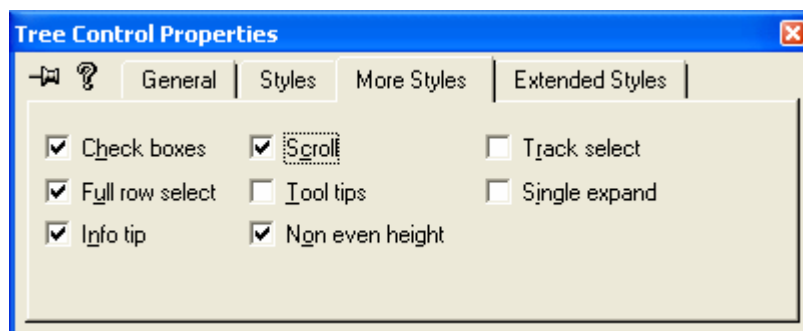 Tree Control Properties
General Styles More Styles Extended Styles
Check boxes Scroll Track select
Full row select Tool tips Single expand
Info tip Non even height